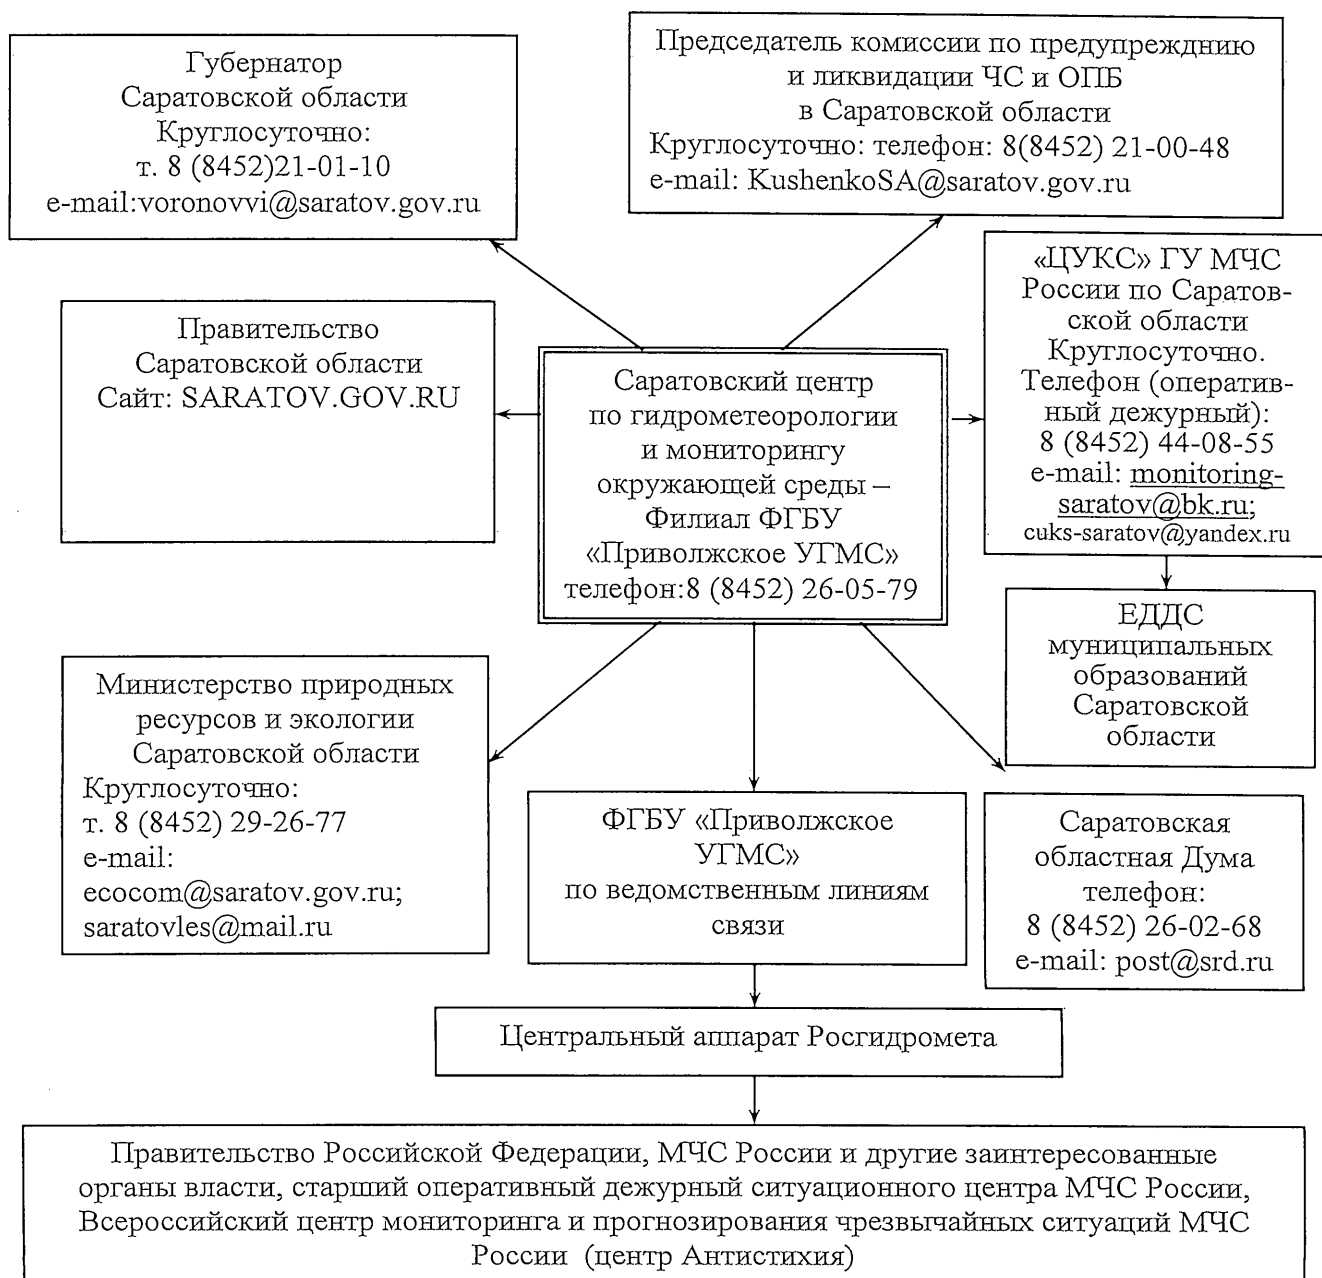 Губернатор
Саратовской области
Круглосуточно:
т. 8 (8452)21-01-10
e-mail:voronovvi@saratov.gov.ru
Председатель комиссии по предупрежднию
и ликвидации ЧС и ОПБ
в Саратовской области
Круглосуточно: телефон: 8(8452) 21-00-48
e-mail: KushenkoSA@saratov.gov.ru
Правительство
Саратовской области
Сайт: SARATOV.GOV.RU
Саратовский центр
по гидрометеорологии
и мониторингу
окружающей среды –
Филиал ФГБУ
«Приволжское УГМС»
телефон:8 (8452) 26-05-79
«ЦУКС» ГУ МЧС
России по Саратов-
ской области
Круглосуточно.
Телефон (оператив-
ный дежурный):
8 (8452) 44-08-55
e-mail: monitoring-
saratov@bk.ru;
cuks-saratov@yandex.ru
ЕДДС
муниципальных
образований
Саратовской
области
Министерство природных
ресурсов и экологии
Саратовской области
Круглосуточно:
т. 8 (8452) 29-26-77
e-mail:
ecocom@saratov.gov.ru;
saratovles@mail.ru
ФГБУ «Приволжское
УГМС»
по ведомственным линиям
связи
Саратовская
областная Дума
телефон:
8 (8452) 26-02-68
e-mail: post@srd.ru
Центральный аппарат Росгидромета
Правительство Российской Федерации, МЧС России и другие заинтересованные
органы власти, старший оперативный дежурный ситуационного центра МЧС России,
Всероссийский центр мониторинга и прогнозирования чрезвычайных ситуаций МЧС
России (центр Антистихия)